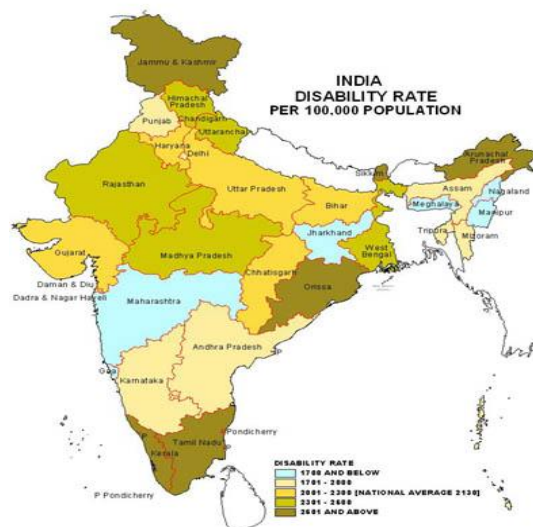 INDIA
DISABILITY RATE
PER 100.000 POPULATION
Jammu & Kashmir
Himachal
Pradesh
Punjab
Chandigarh
Uttaranchal
Haryana
Delhi
Arunachal
Pradesh
Sikkim
Rajasthan
Uttar Pradesh
Assam
Nagaland
Bihar
Meghalaya
Manipur
Jharkhand
Tripura
Mizoram
Gujarat
Madhya Pradesh
West
Bengal
Chhatisgarh
Daman & Diu
Dadra & Nagar Haveli
Orissa
Maharashtra
Andhra Pradesh
P
Goa
Karnataka
P
Pondicherry
Tamil Nadu
P
Kerala
P Pondicherry
DISABILITY RATE
1700 AND BELOW
1701 - 2000
2001 - 2300 [NATIONAL AVERAGE 2130]
2301 - 2600
2601 AND ABOVE